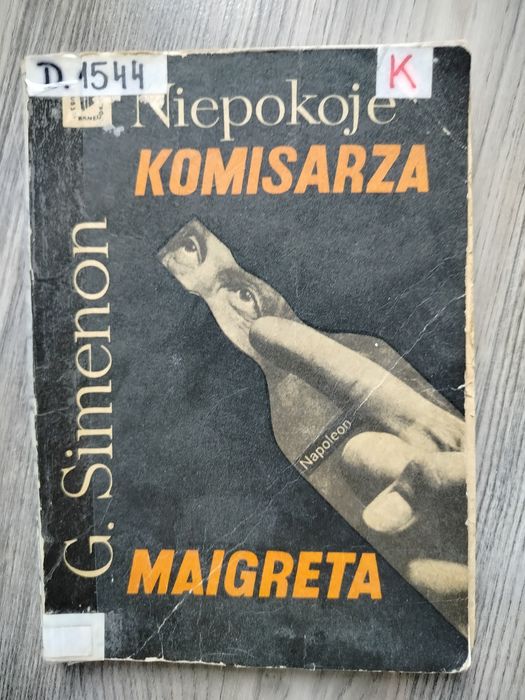 D. 1544
K
Niepokoje
KOMISARZA
G. Simenon
Napoleon
MAIGRETA